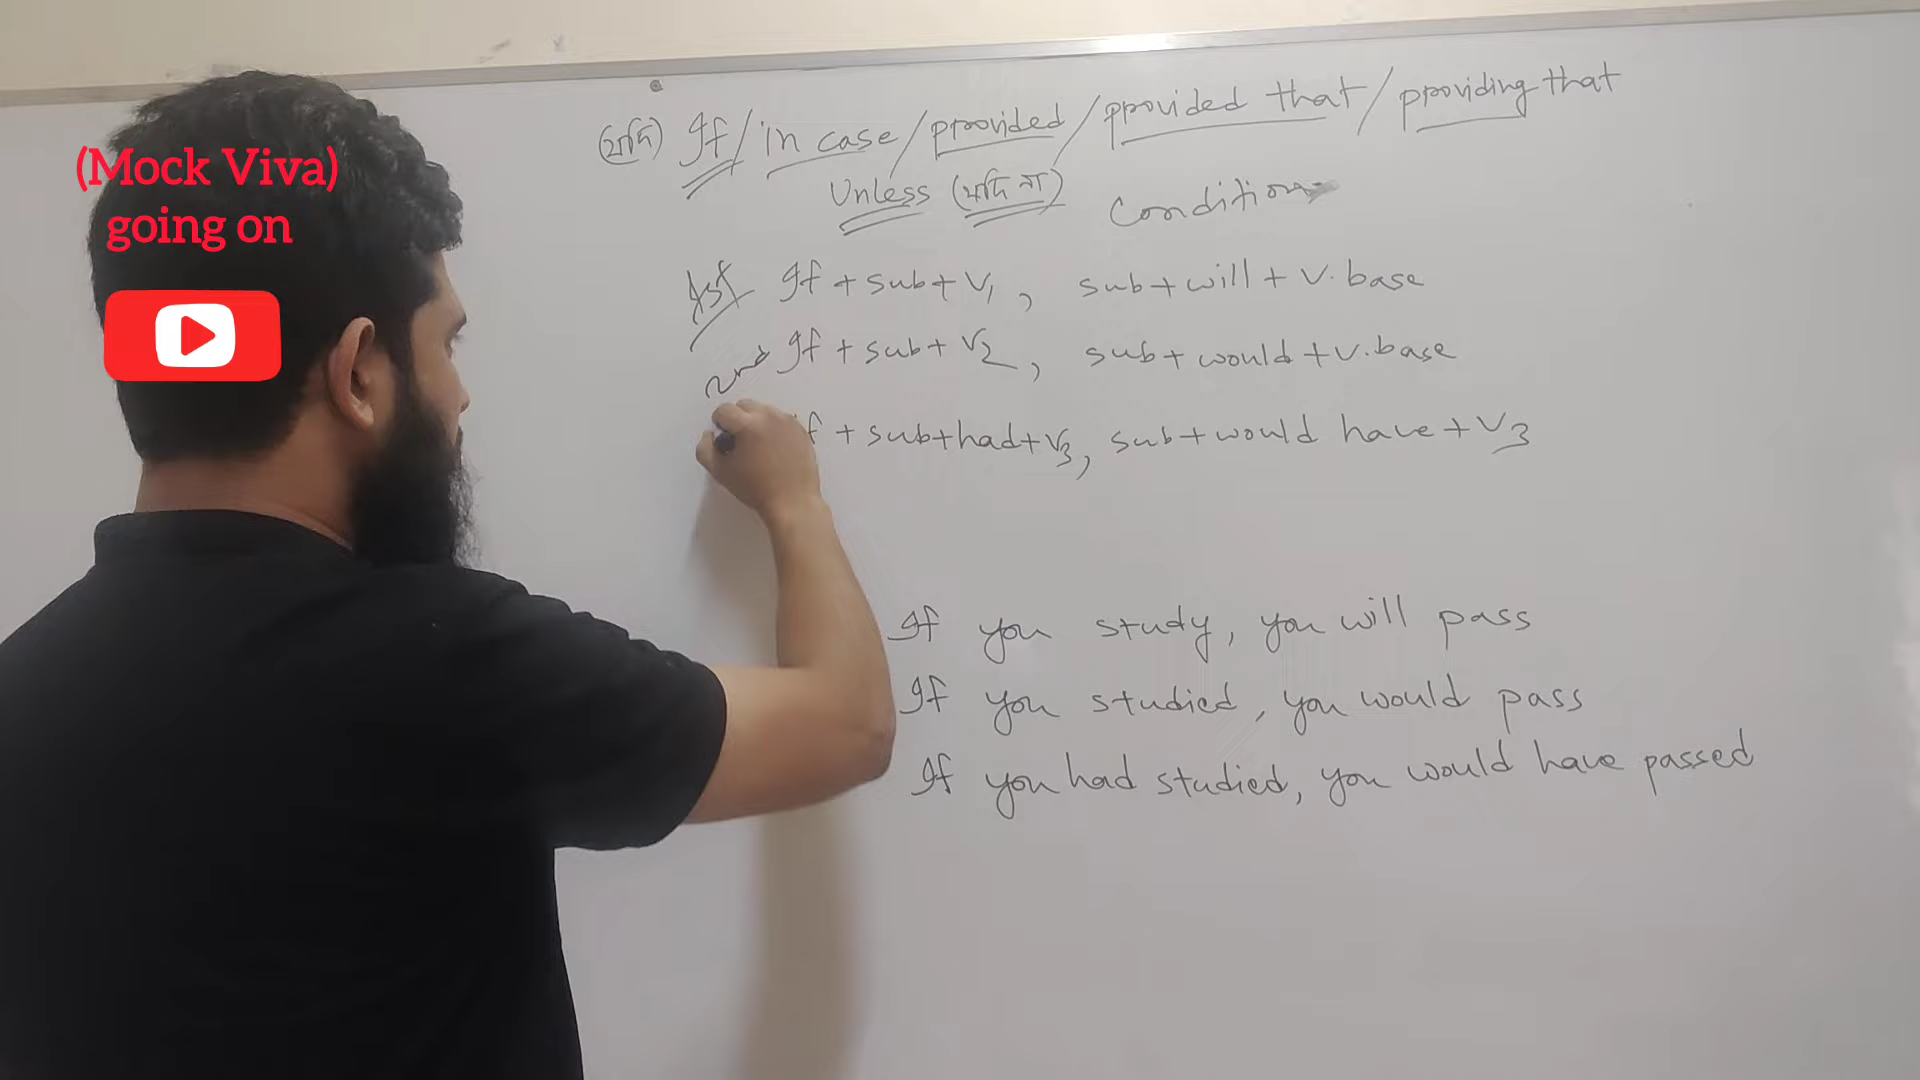 (Mock Viva)
going on
(যদি) If / in case / provided / provided that / providing that
Unless (যদি না) Condition
1st If + sub + V1, sub + will + v.base
2nd If + sub + V2, sub + would + v.base
If + sub + had + V3, sub + would have + V3
If you study, you will pass
If you studied, you would pass
If you had studied, you would have passed